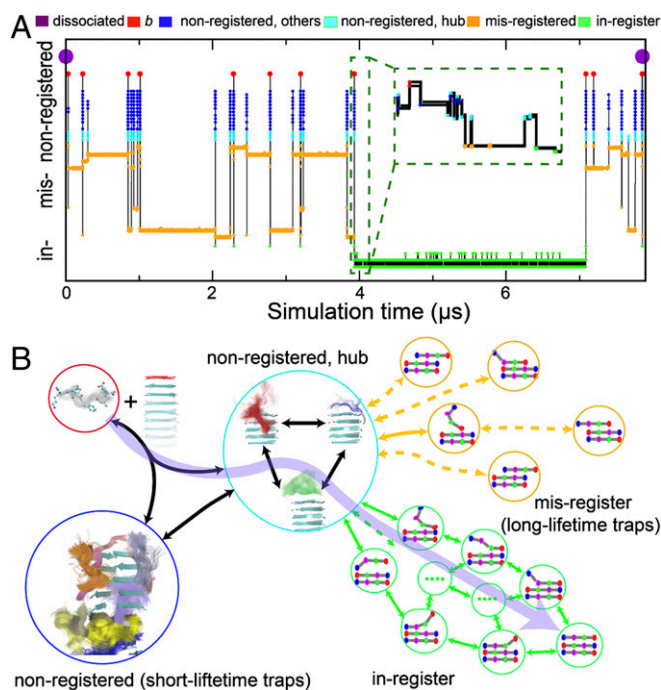 A
dissociated b non-registered, others non-registered, hub mis-registered in-register
non-registered
mis-
in-
0 2 4 6
Simulation time (μs)
B
non-registered, hub
+
mis-register
(long-lifetime traps)
in-register
non-registered (short-liftetime traps)